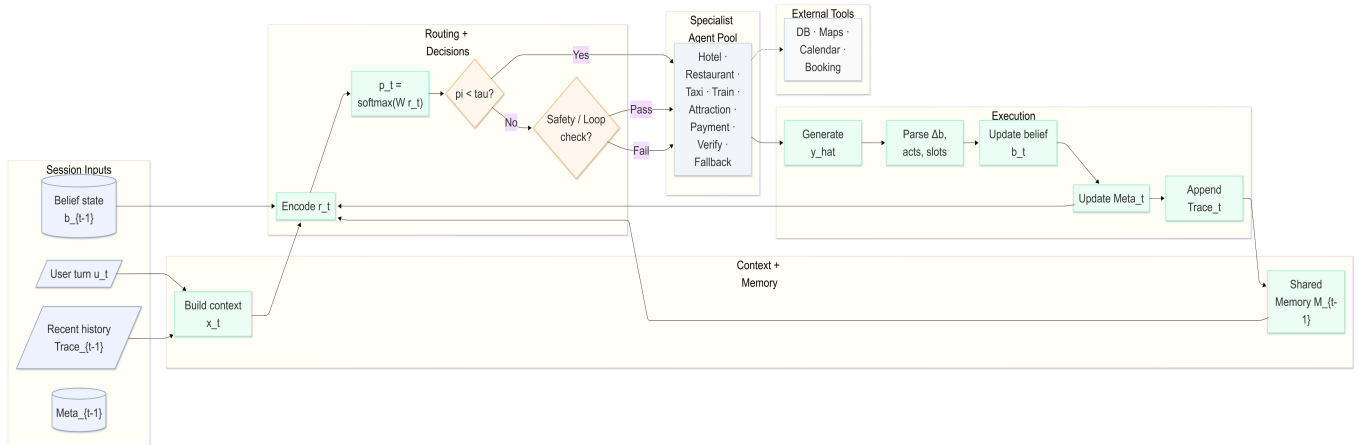 Session Inputs
Belief state
b_{t-1}
User turn u_t
Recent history
Trace_{t-1}
Meta_{t-1}
Routing +
Decisions
p_t =
softmax(W r_t)
pi < tau?
Yes
No
Safety / Loop
check?
Pass
Fail
Encode r_t
Specialist
Agent Pool
Hotel ·
Restaurant ·
Taxi · Train ·
Attraction ·
Payment ·
Verify ·
Fallback
External Tools
DB · Maps ·
Calendar ·
Booking
Execution
Generate
y_hat
Parse Δb,
acts, slots
Update belief
b_t
Update Meta_t
Append
Trace_t
Context +
Memory
Build context
x_t
Shared
Memory M_{t-
1}